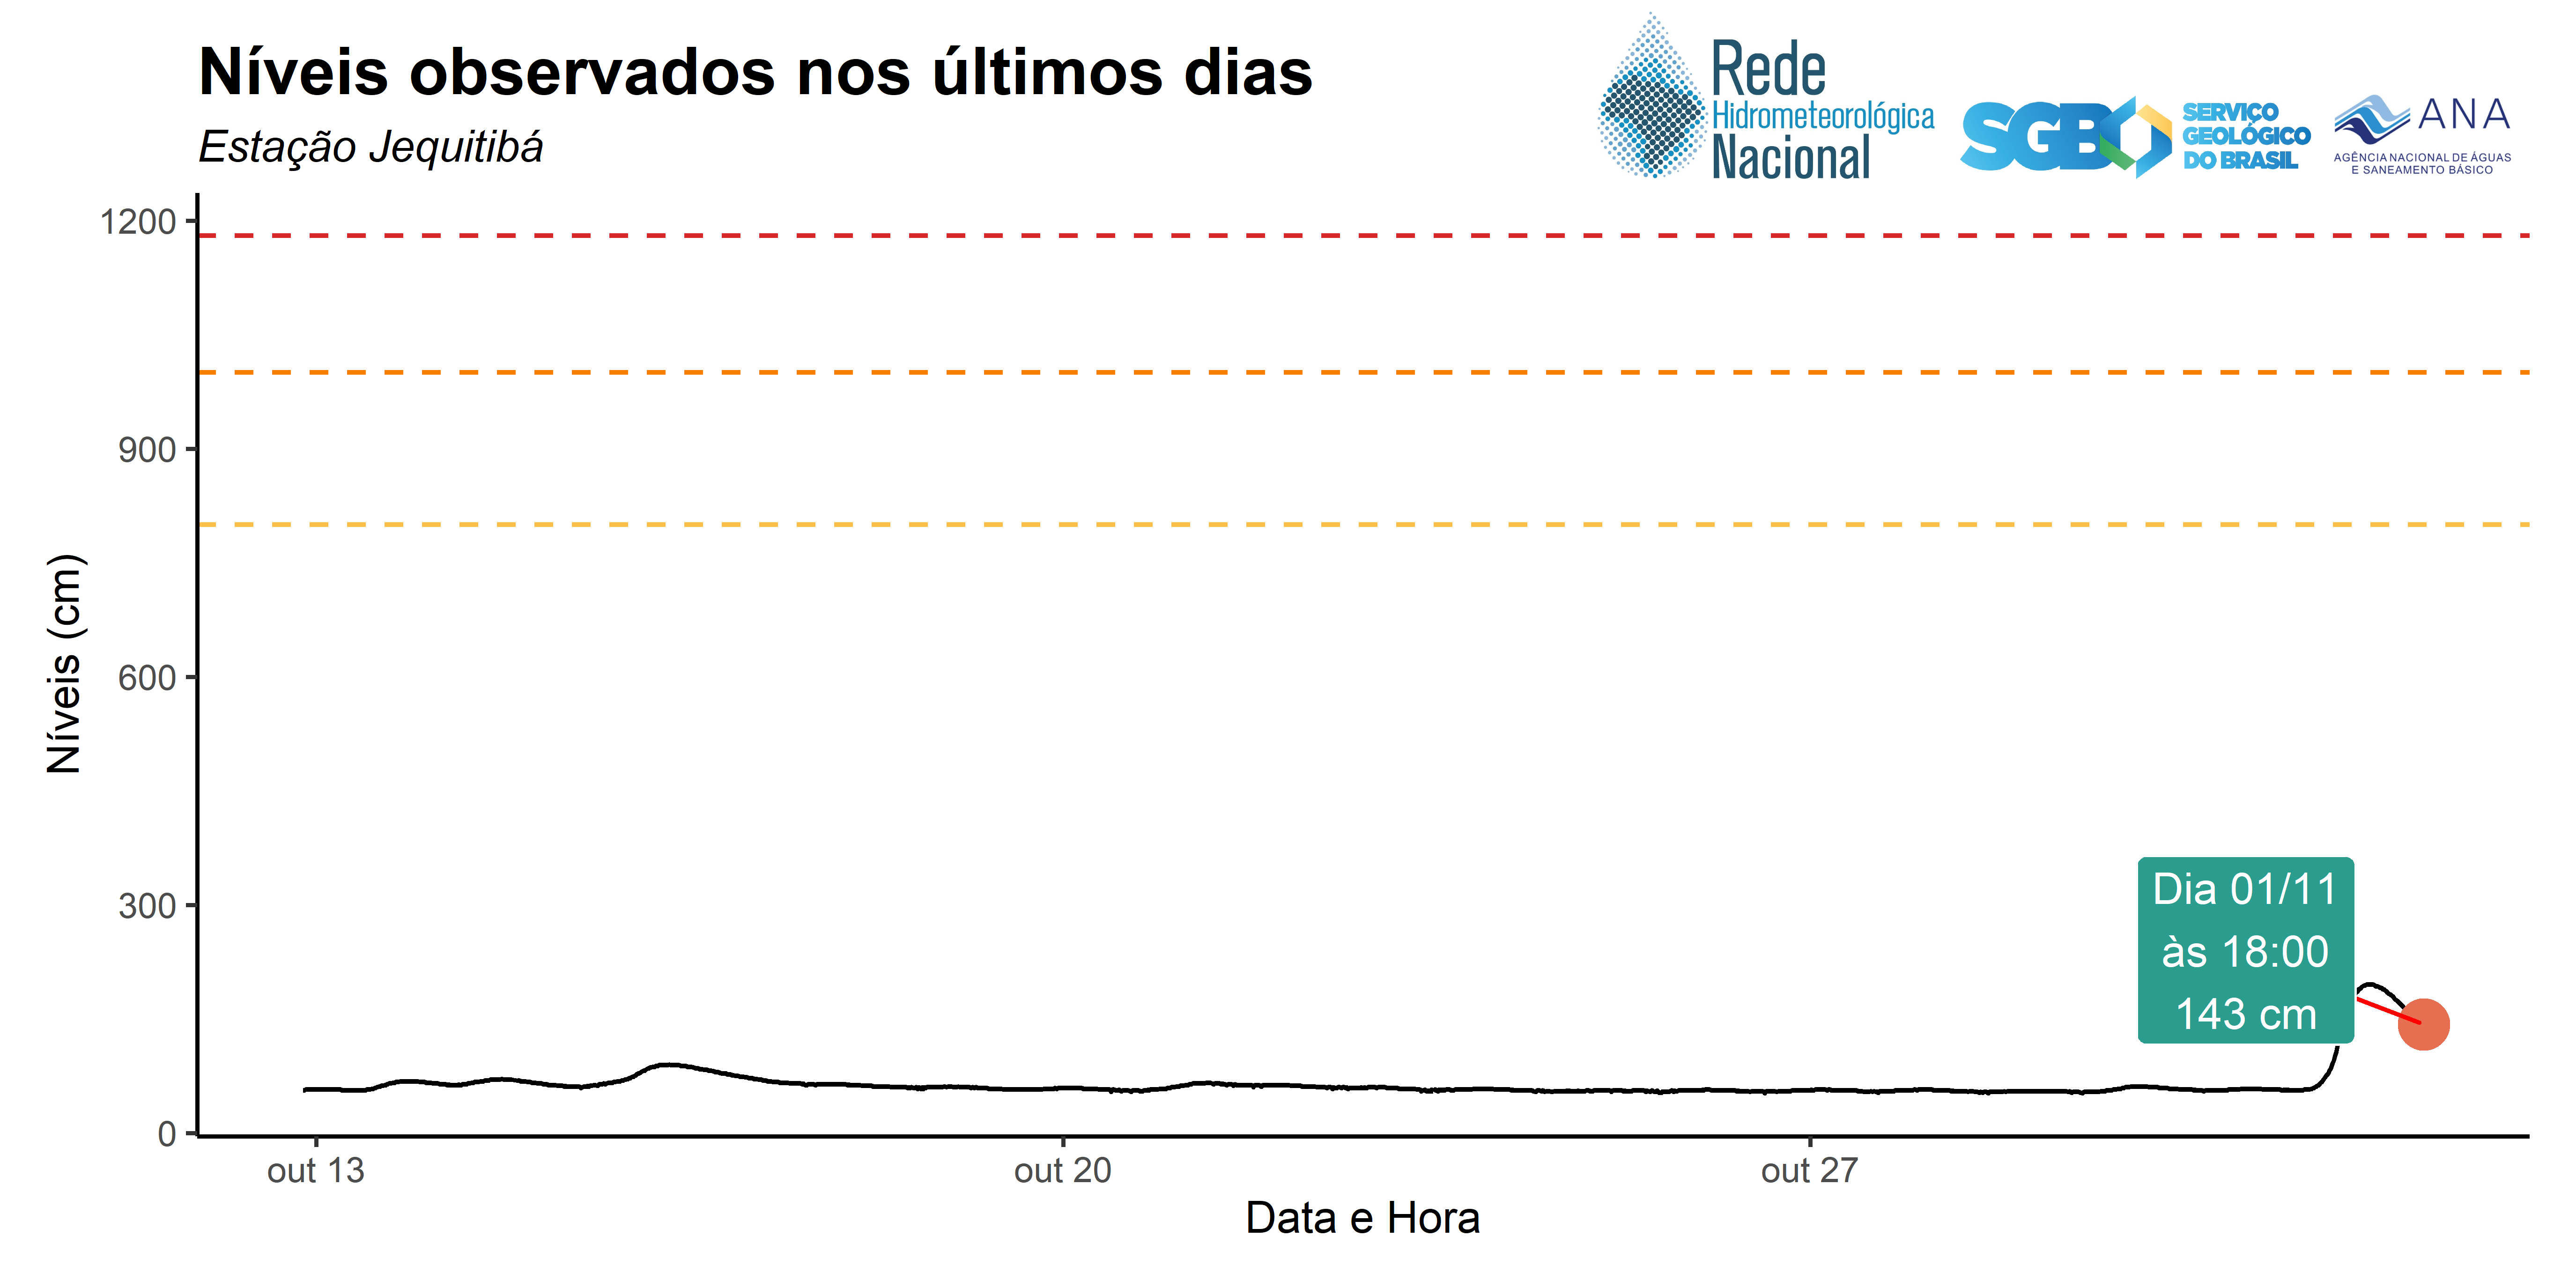 Níveis observados nos últimos dias
Estação Jequitibá
Rede
Hidrometeorológica
Nacional
SGB
SERVIÇO
GEOLÓGICO
DO BRASIL
ANA
AGÊNCIA NACIONAL DE ÁGUAS
E SANEAMENTO BÁSICO
Níveis (cm)
1200
900
600
300
0
Dia 01/11
às 18:00
143 cm
out 13
out 20
out 27
Data e Hora